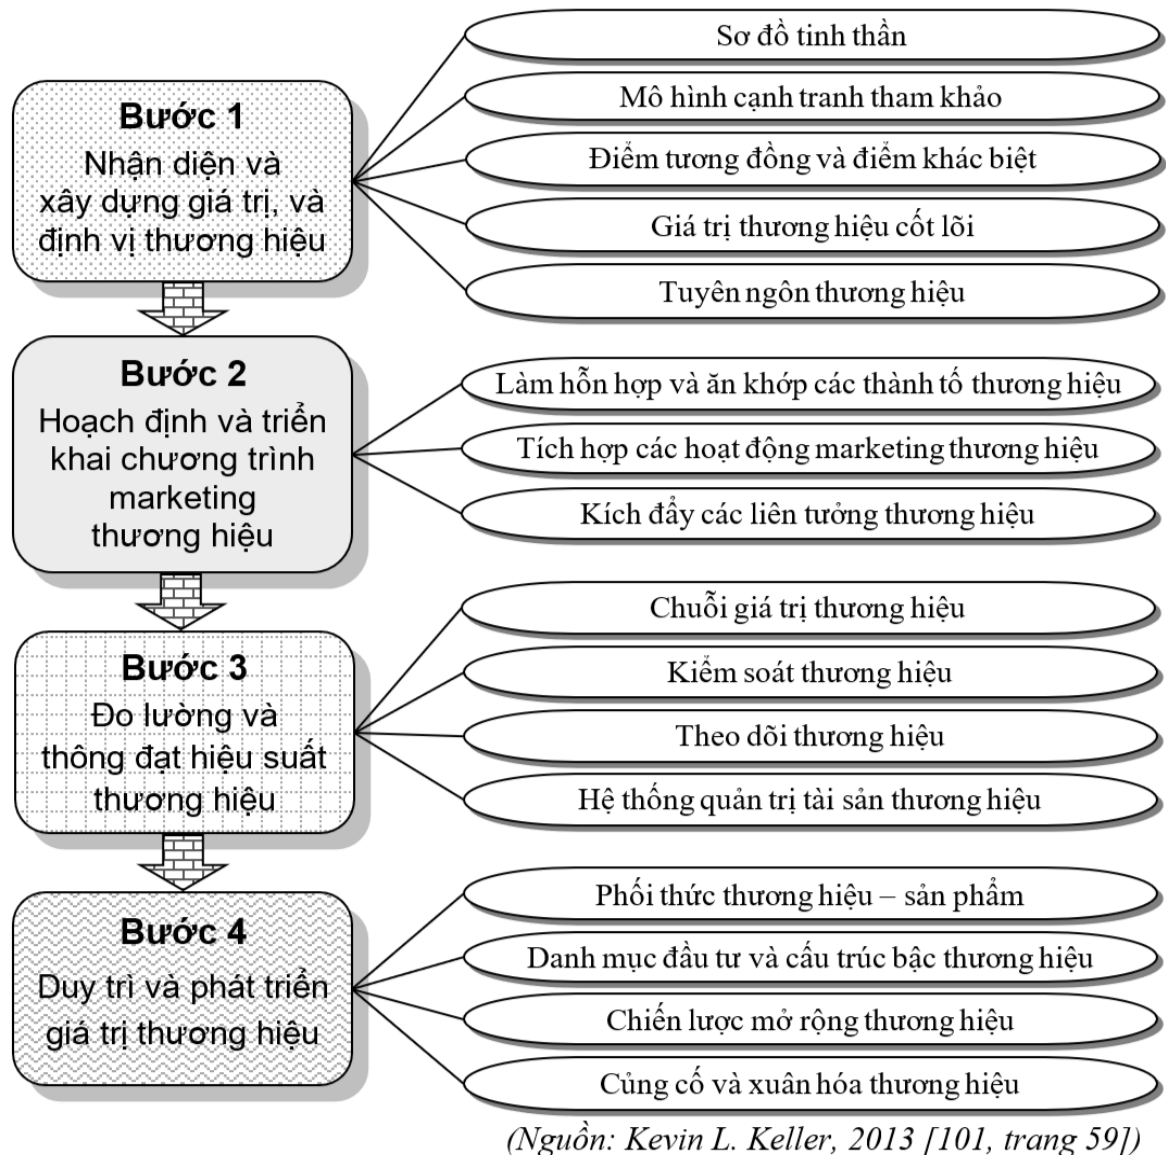 Bước 1
Nhận diện và
xây dựng giá trị, và
định vị thương hiệu
Sơ đồ tinh thần
Mô hình cạnh tranh tham khảo
Điểm tương đồng và điểm khác biệt
Giá trị thương hiệu cốt lõi
Tuyên ngôn thương hiệu
Bước 2
Hoạch định và triển
khai chương trình
marketing
thương hiệu
Làm hỗn hợp và ăn khớp các thành tố thương hiệu
Tích hợp các hoạt động marketing thương hiệu
Kích đẩy các liên tưởng thương hiệu
Bước 3
Đo lường và
thông đạt hiệu suất
thương hiệu
Chuỗi giá trị thương hiệu
Kiểm soát thương hiệu
Theo dõi thương hiệu
Hệ thống quản trị tài sản thương hiệu
Bước 4
Duy trì và phát triển
giá trị thương hiệu
Phối thức thương hiệu – sản phẩm
Danh mục đầu tư và cấu trúc bậc thương hiệu
Chiến lược mở rộng thương hiệu
Củng cố và xuân hóa thương hiệu
(Nguồn: Kevin L. Keller, 2013 [101, trang 59])